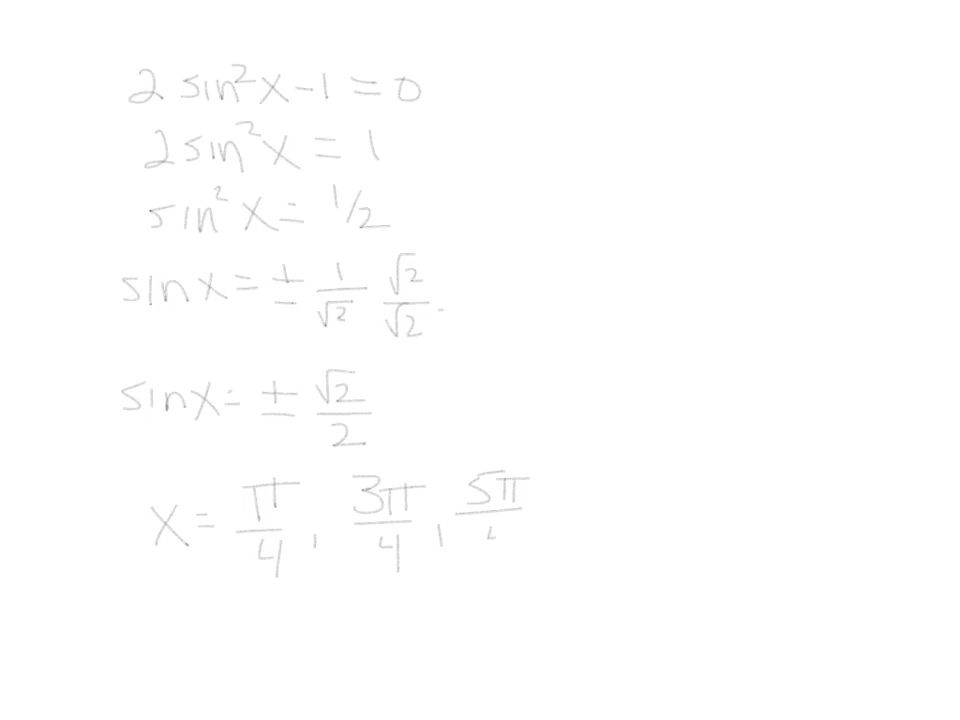 2 sin²x - 1 = 0
2 sin²x = 1
sin²x = 1/2
sin x = ± 1/√2 √2/√2
sin x = ± √2/2
x = π/4, 3π/4, 5π/